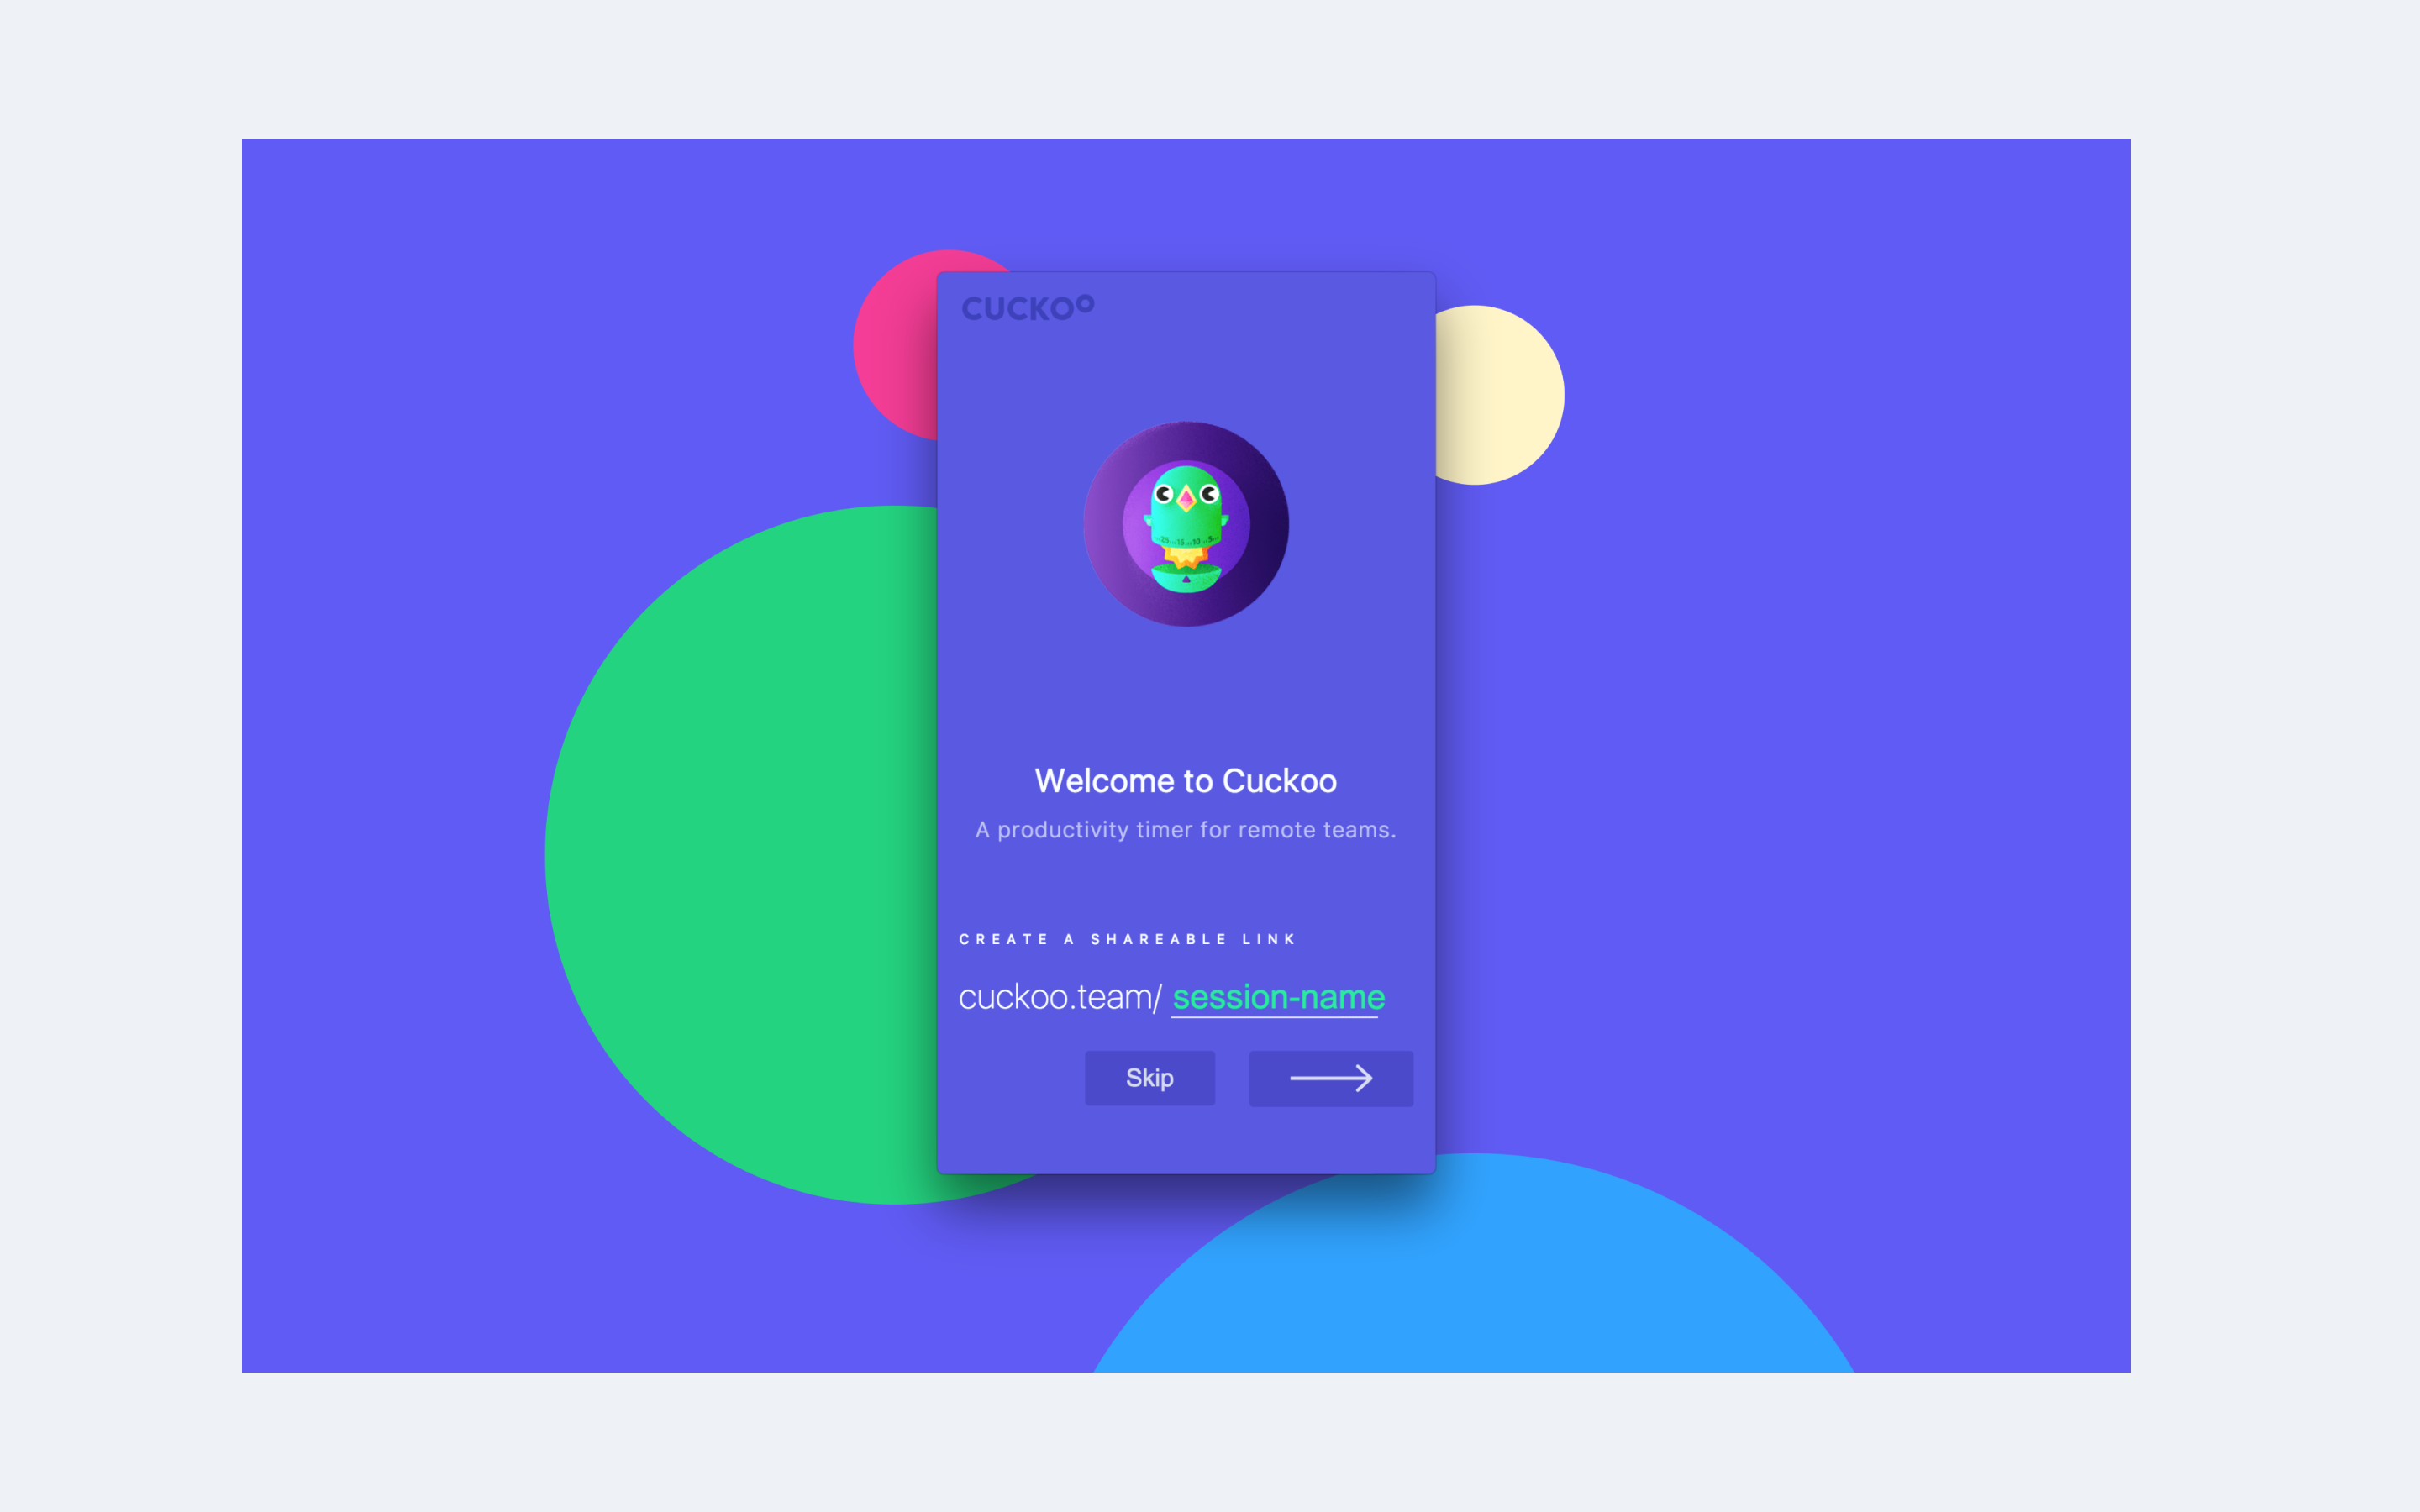 CUCKOO
25 15 10 5
Welcome to Cuckoo
A productivity timer for remote teams.
CREATE A SHAREABLE LINK
cuckoo.team/ session-name
Skip